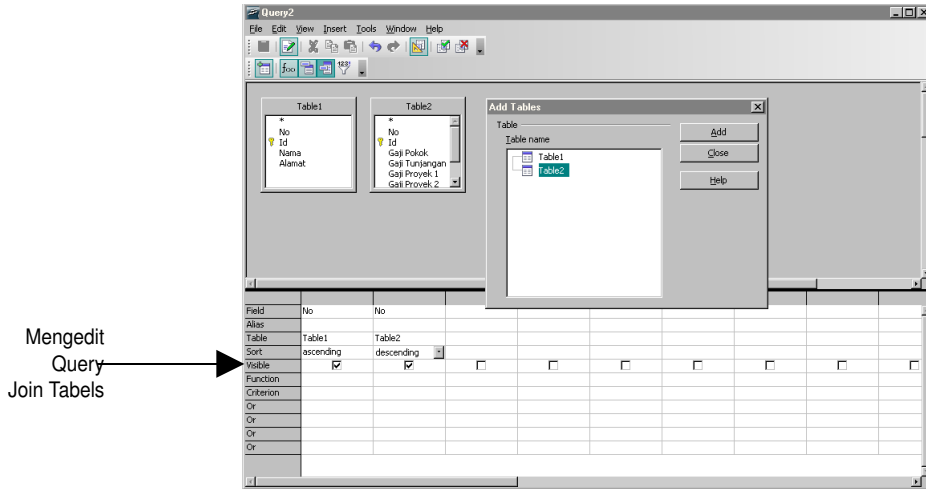 Query2
File Edit View Insert Tools Window Help
Table1
*
No
Id
Nama
Alamat
Table2
*
No
Id
Gaji Pokok
Gaji Tunjangan
Gaji Proyek 1
Gaji Proyek 2
Add Tables
Table
Table name
Table1
Table2
Add
Close
Help
Mengedit
Query
Join Tabels
Field No No
Alias
Table Table1 Table2
Sort ascending descending
Visible
Function
Criterion
Or
Or
Or
Or